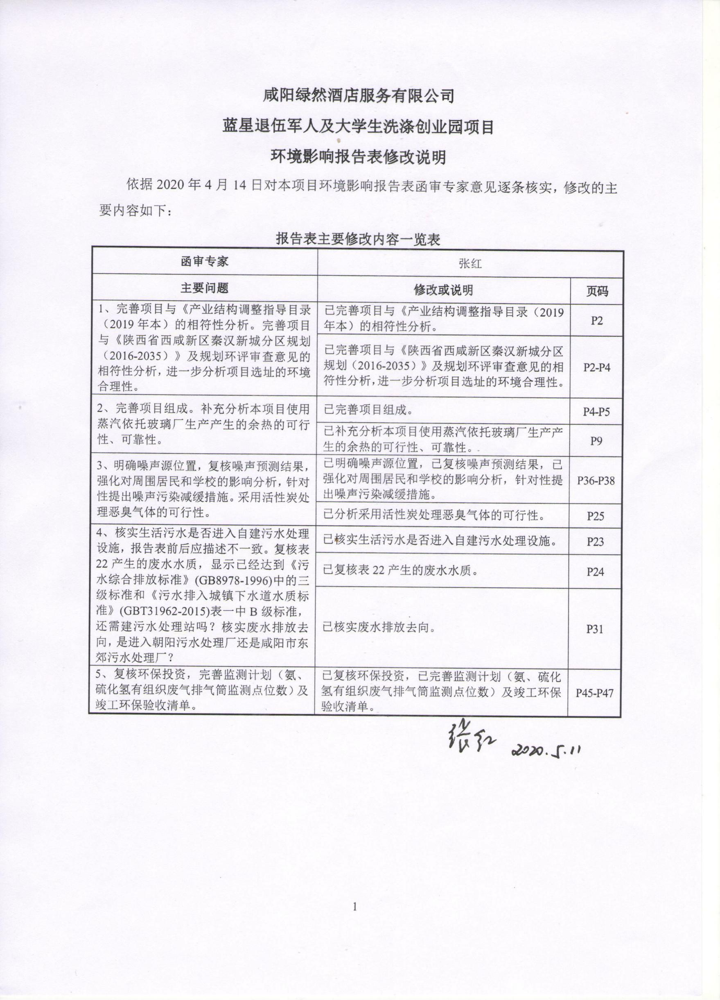 咸阳绿然酒店服务有限公司
蓝星退伍军人及大学生洗涤创业园项目
环境影响报告表修改说明
依据 2020 年 4 月 14 日对本项目环境影响报告表函审专家意见逐条核实，修改的主
要内容如下：
报告表主要修改内容一览表
函审专家
张红
主要问题
修改或说明
页码
1、完善项目与《产业结构调整指导目录
（2019 年本）的相符性分析。完善项目
与《陕西省西咸新区秦汉新城分区规划
（2016-2035）》及规划环评审查意见的
相符性分析，进一步分析项目选址的环境
合理性。
已完善项目与《产业结构调整指导目录（2019
年本）的相符性分析。
P2
已完善项目与《陕西省西咸新区秦汉新城分区
规划（2016-2035）》及规划环评审查意见的相
符性分析，进一步分析项目选址的环境合理性。
P2-P4
2、完善项目组成。补充分析本项目使用
蒸汽依托玻璃厂生产产生的余热的可行
性、可靠性。
已完善项目组成。
P4-P5
已补充分析本项目使用蒸汽依托玻璃厂生产产
生的余热的可行性、可靠性。
P9
3、明确噪声源位置，复核噪声预测结果，
强化对周围居民和学校的影响分析，针对
性提出噪声污染减缓措施。采用活性炭处
理恶臭气体的可行性。
已明确噪声源位置，已复核噪声预测结果，已
强化对周围居民和学校的影响分析，针对性提
出噪声污染减缓措施。
P36-P38
已分析采用活性炭处理恶臭气体的可行性。
P25
4、核实生活污水是否进入自建污水处理
设施，报告表前后应描述不一致。复核表
22 产生的废水水质，显示已经达到《污
水综合排放标准》(GB8978-1996)中的三
级标准和《污水排入城镇下水道水质标
准》(GBT31962-2015)表一中 B 级标准，
还需建污水处理站吗？核实废水排放去
向，是进入朝阳污水处理厂还是咸阳市东
郊污水处理厂？
已核实生活污水是否进入自建污水处理设施。
P23
已复核表 22 产生的废水水质。
P24
已核实废水排放去向。
P31
5、复核环保投资，完善监测计划（氨、
硫化氢有组织废气排气筒监测点位数）及
竣工环保验收清单。
已复核环保投资，已完善监测计划（氨、硫化
氢有组织废气排气筒监测点位数）及竣工环保
验收清单。
P45-P47
张红 2020.5.11
1